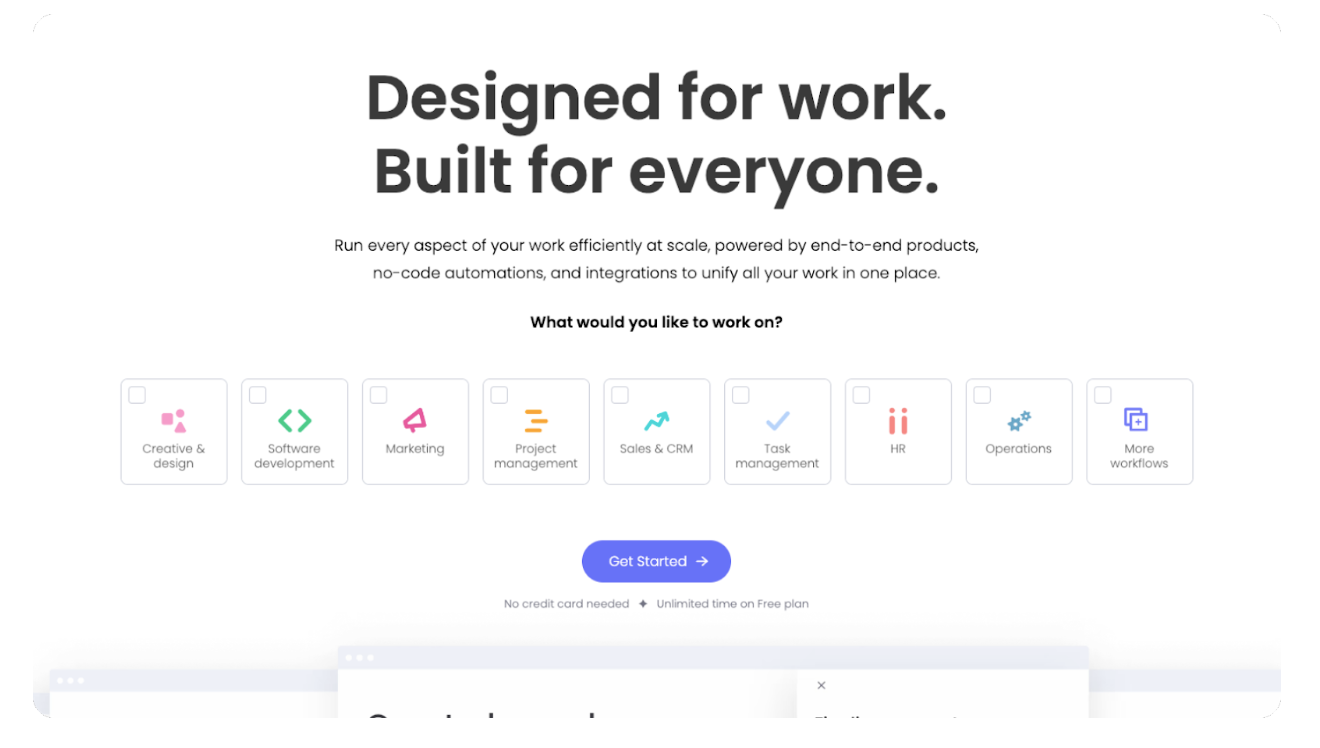 Designed for work.
Built for everyone.
Run every aspect of your work efficiently at scale, powered by end-to-end products,
no-code automations, and integrations to unify all your work in one place.
What would you like to work on?
Creative &
design
Software
development
Marketing
Project
management
Sales & CRM
Task
management
HR
Operations
More
workflows
Get Started →
No credit card needed ✦ Unlimited time on Free plan